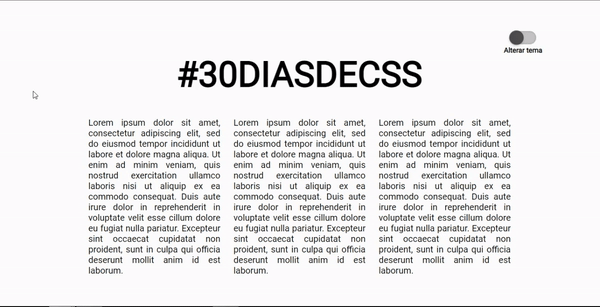 Alterar tema
#30DIASDECSS
Lorem ipsum dolor sit amet,
consectetur adipiscing elit, sed
do eiusmod tempor incididunt ut
labore et dolore magna aliqua. Ut
enim ad minim veniam, quis
nostrud exercitation ullamco
laboris nisi ut aliquip ex ea
commodo consequat. Duis aute
irure dolor in reprehenderit in
voluptate velit esse cillum dolore
eu fugiat nulla pariatur. Excepteur
sint occaecat cupidatat non
proident, sunt in culpa qui officia
deserunt mollit anim id est
laborum.
Lorem ipsum dolor sit amet,
consectetur adipiscing elit, sed
do eiusmod tempor incididunt ut
labore et dolore magna aliqua. Ut
enim ad minim veniam, quis
nostrud exercitation ullamco
laboris nisi ut aliquip ex ea
commodo consequat. Duis aute
irure dolor in reprehenderit in
voluptate velit esse cillum dolore
eu fugiat nulla pariatur. Excepteur
sint occaecat cupidatat non
proident, sunt in culpa qui officia
deserunt mollit anim id est
laborum.
Lorem ipsum dolor sit amet,
consectetur adipiscing elit, sed
do eiusmod tempor incididunt ut
labore et dolore magna aliqua. Ut
enim ad minim veniam, quis
nostrud exercitation ullamco
laboris nisi ut aliquip ex ea
commodo consequat. Duis aute
irure dolor in reprehenderit in
voluptate velit esse cillum dolore
eu fugiat nulla pariatur. Excepteur
sint occaecat cupidatat non
proident, sunt in culpa qui officia
deserunt mollit anim id est
laborum.